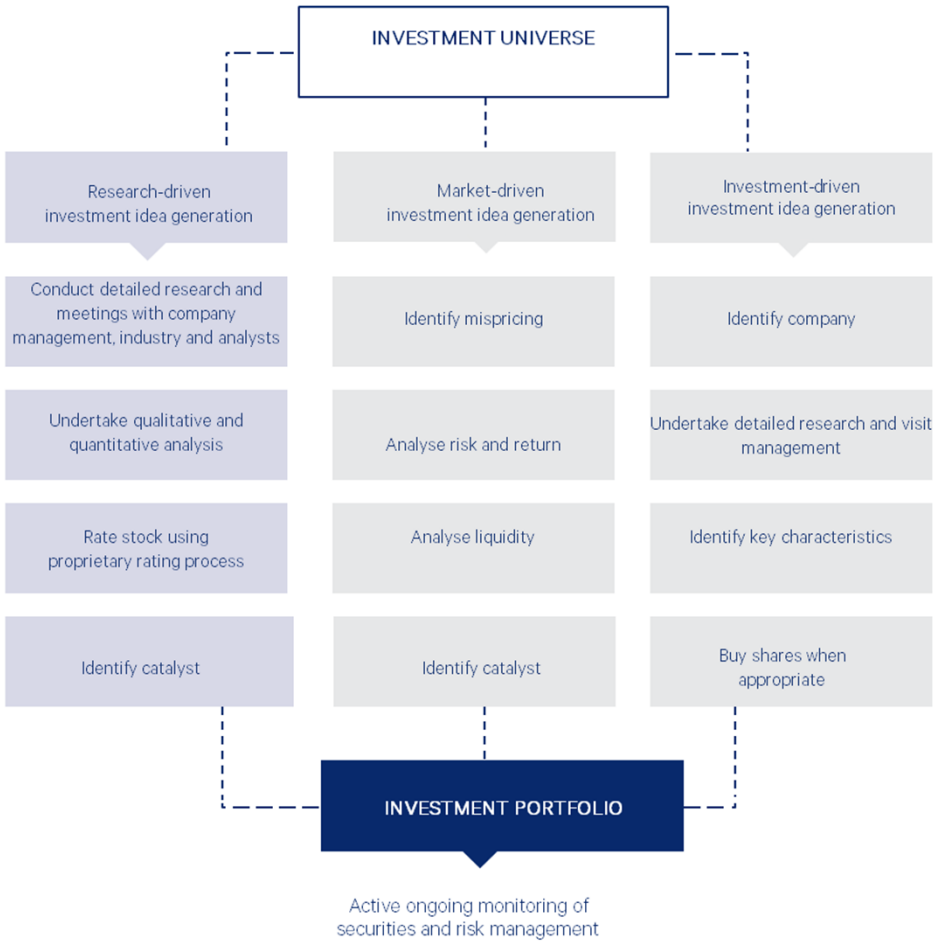 INVESTMENT UNIVERSE
Research-driven
investment idea generation
Conduct detailed research and
meetings with company
management, industry and analysts
Undertake qualitative and
quantitative analysis
Rate stock using
proprietary rating process
Identify catalyst
Market-driven
investment idea generation
Identify mispricing
Analyse risk and return
Analyse liquidity
Identify catalyst
Investment-driven
investment idea generation
Identify company
Undertake detailed research and visit
management
Identify key characteristics
Buy shares when
appropriate
INVESTMENT PORTFOLIO
Active ongoing monitoring of
securities and risk management